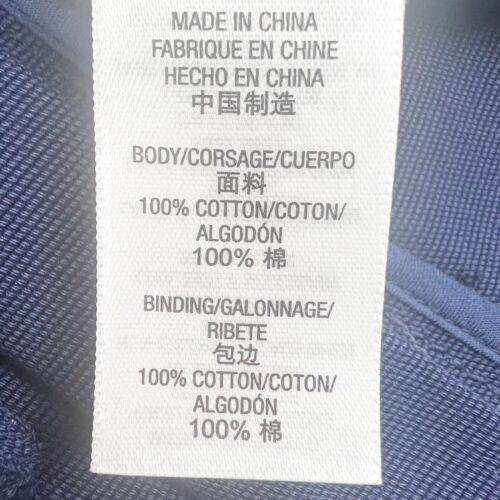 MADE IN CHINA
FABRIQUE EN CHINE
HECHO EN CHINA
中国制造
BODY/CORSAGE/CUERPO
面料
100% COTTON/COTON/
ALGODÓN
100% 棉
BINDING/GALONNAGE/
RIBETE
包边
100% COTTON/COTON/
ALGODÓN
100% 棉